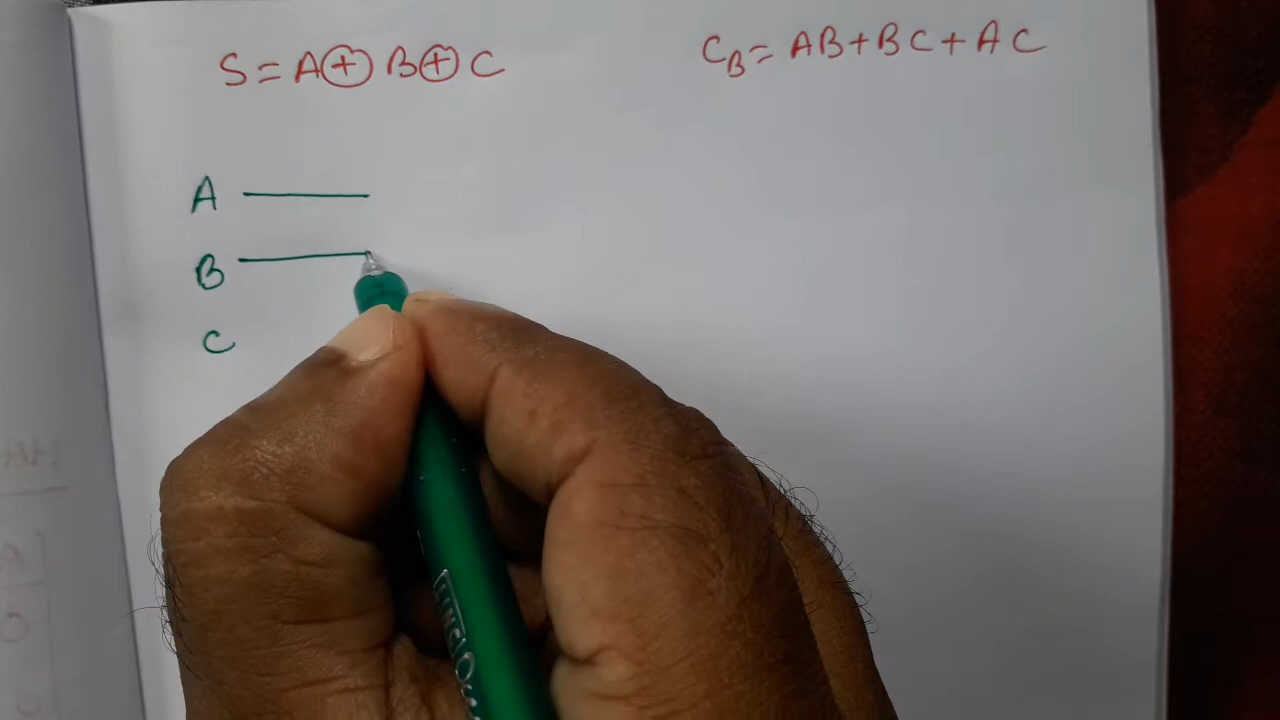 S = A ⊕ B ⊕ C
C_B = AB + BC + AC
A
B
C